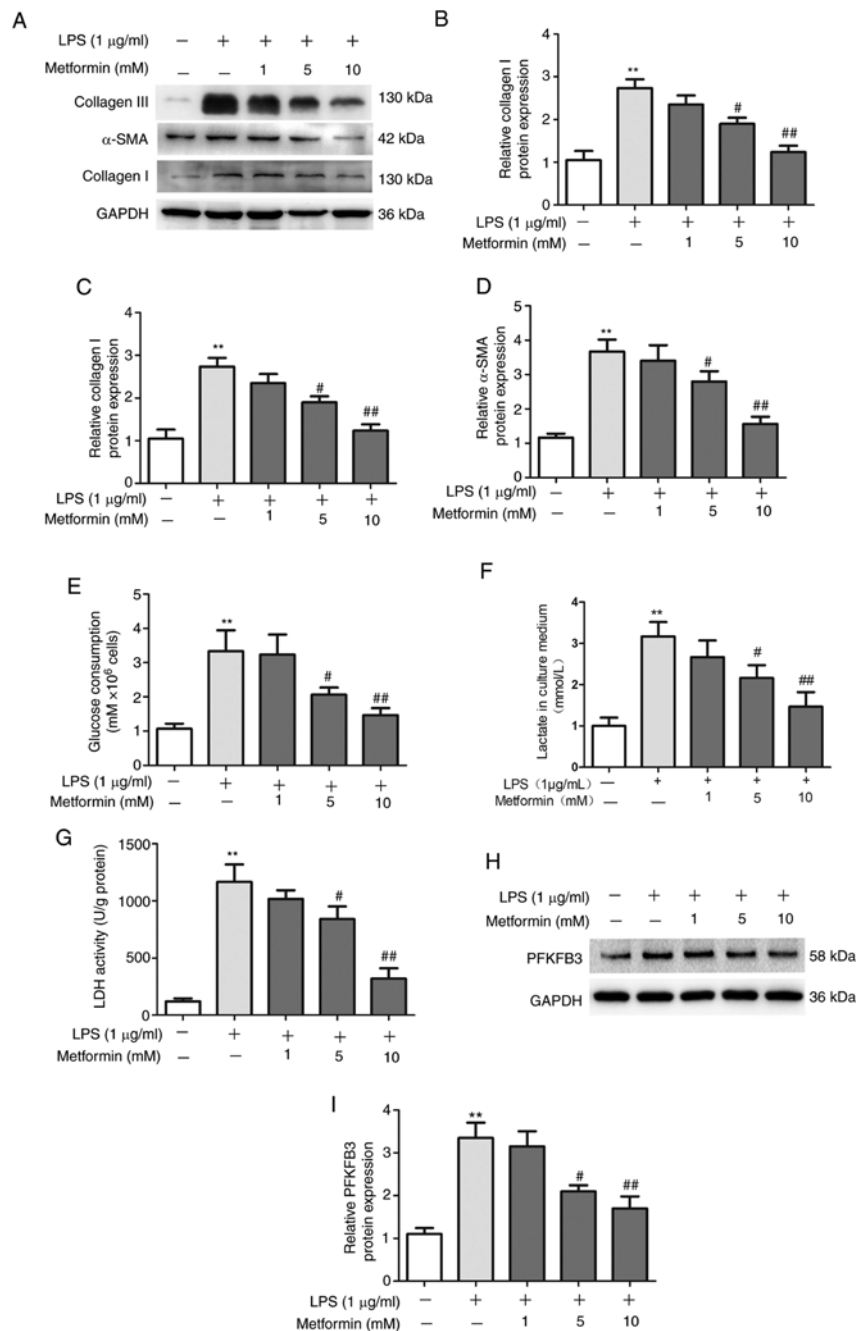 A
LPS (1 μg/ml) – + + + +
Metformin (mM) – – 1 5 10
Collagen III 130 kDa
α-SMA 42 kDa
Collagen I 130 kDa
GAPDH 36 kDa
B
Relative collagen I
protein expression
4
3
2
1
0
**
#
##
LPS (1 μg/ml) – + + + +
Metformin (mM) – – 1 5 10
C
Relative collagen I
protein expression
4
3
2
1
0
**
#
##
LPS (1 μg/ml) – + + + +
Metformin (mM) – – 1 5 10
D
Relative α-SMA
protein expression
5
4
3
2
1
0
**
#
##
LPS (1 μg/ml) – + + + +
Metformin (mM) – – 1 5 10
E
Glucose consumption
(mM ×10⁶ cells)
5
4
3
2
1
0
**
#
##
LPS (1 μg/ml) – + + + +
Metformin (mM) – – 1 5 10
F
Lactate in culture medium
(mmol/L)
4
3
2
1
0
**
#
##
LPS (1μg/mL) – + + + +
Metformin (mM) – – 1 5 10
G
LDH activity (U/g protein)
1500
1000
500
0
**
#
##
LPS (1 μg/ml) – + + + +
Metformin (mM) – – 1 5 10
H
LPS (1 μg/ml) – + + + +
Metformin (mM) – – 1 5 10
PFKFB3 58 kDa
GAPDH 36 kDa
I
Relative PFKFB3
protein expression
4
3
2
1
0
**
#
##
LPS (1 μg/ml) – + + + +
Metformin (mM) – – 1 5 10